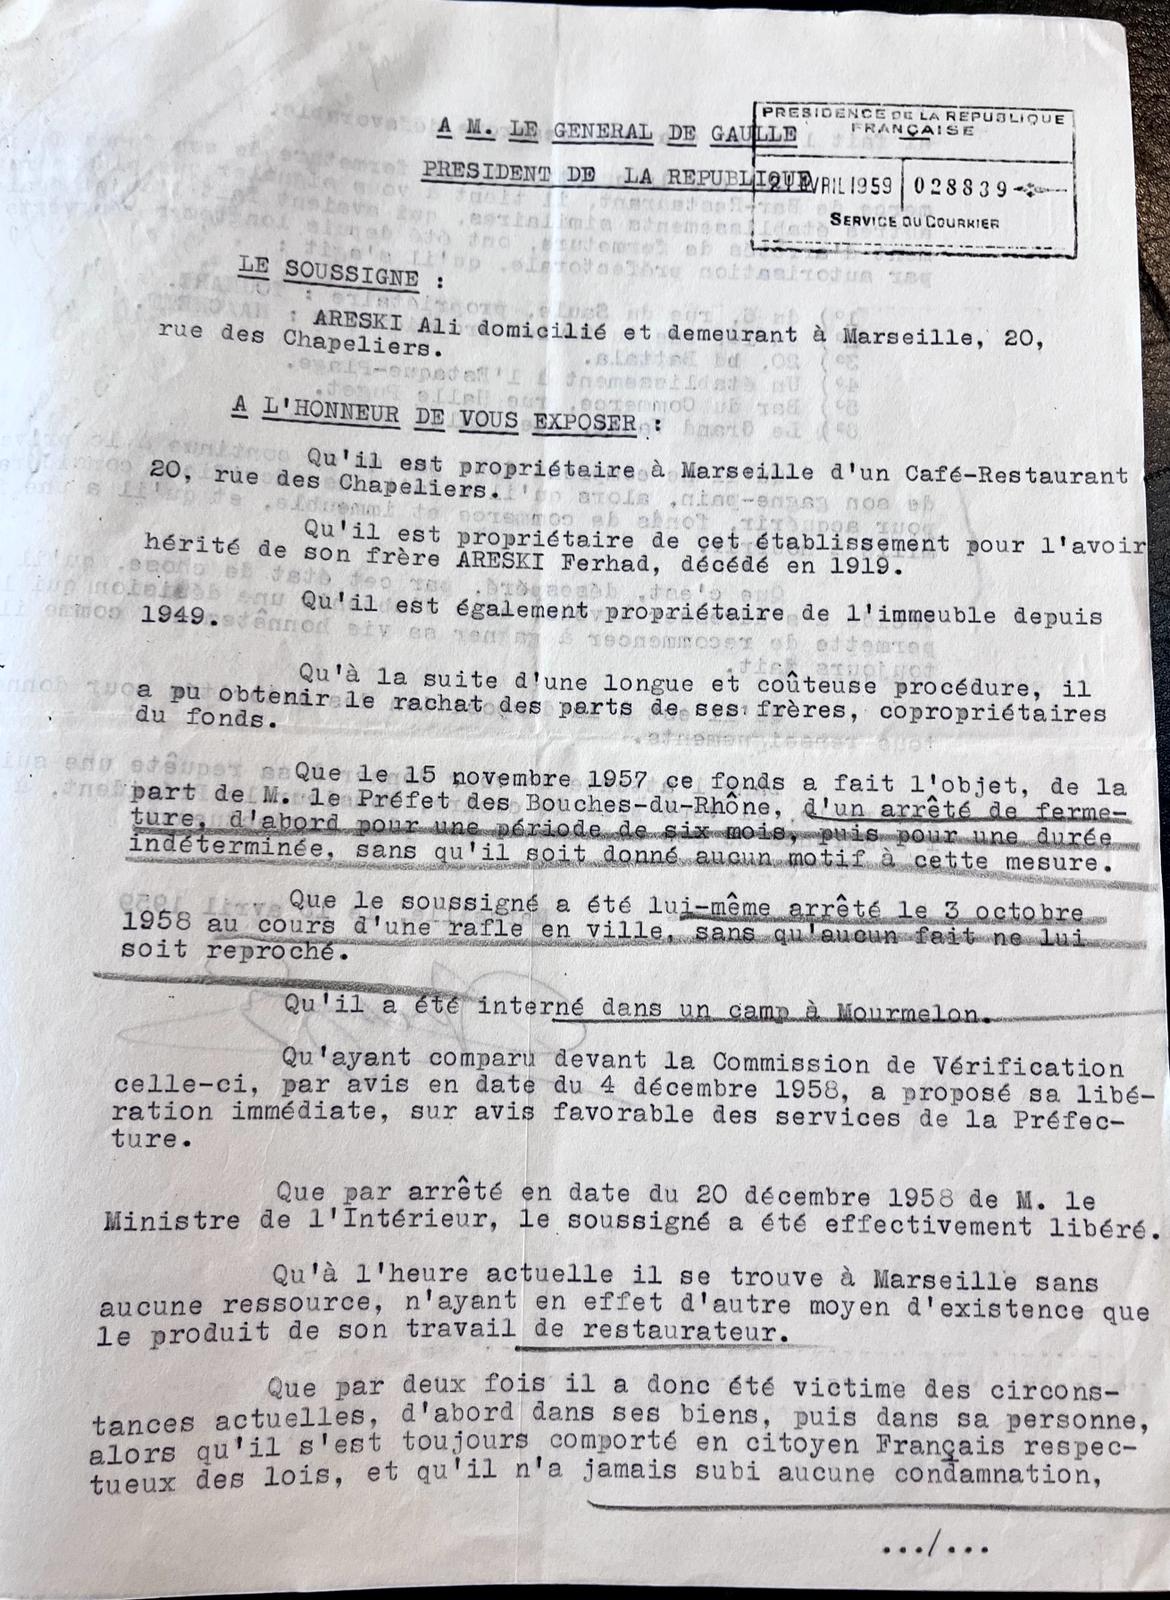 A M. LE GENERAL DE GAULLE
PRESIDENT DE LA REPUBLIQUE
PRESIDENCE DE LA REPUBLIQUE
FRANÇAISE
AVRIL 1959 028839
SERVICE DU COURRIER
LE SOUSSIGNE :
ARESKI Ali domicilié et demeurant à Marseille, 20,
rue des Chapeliers.
A L'HONNEUR DE VOUS EXPOSER :
Qu'il est propriétaire à Marseille d'un Café-Restaurant
20, rue des Chapeliers.
Qu'il est propriétaire de cet établissement pour l'avoir
hérité de son frère ARESKI Ferhad, décédé en 1919.
Qu'il est également propriétaire de l'immeuble depuis
1949.
Qu'à la suite d'une longue et coûteuse procédure, il
a pu obtenir le rachat des parts de ses frères, copropriétaires
du fonds.
Que le 15 novembre 1957 ce fonds a fait l'objet, de la
part de M. le Préfet des Bouches-du-Rhône, d'un arrêté de ferme-
ture, d'abord pour une période de six mois, puis pour une durée
indéterminée, sans qu'il soit donné aucun motif à cette mesure.
Que le soussigné a été lui-même arrêté le 3 octobre
1958 au cours d'une rafle en ville, sans qu'aucun fait ne lui
soit reproché.
Qu'il a été interné dans un camp à Mourmelon.
Qu'ayant comparu devant la Commission de Vérification
celle-ci, par avis en date du 4 décembre 1958, a proposé sa libé-
ration immédiate, sur avis favorable des services de la Préfec-
ture.
Que par arrêté en date du 20 décembre 1958 de M. le
Ministre de l'Intérieur, le soussigné a été effectivement libéré.
Qu'à l'heure actuelle il se trouve à Marseille sans
aucune ressource, n'ayant en effet d'autre moyen d'existence que
le produit de son travail de restaurateur.
Que par deux fois il a donc été victime des circons-
tances actuelles, d'abord dans ses biens, puis dans sa personne,
alors qu'il s'est toujours comporté en citoyen Français respec-
tueux des lois, et qu'il n'a jamais subi aucune condamnation,
.../...